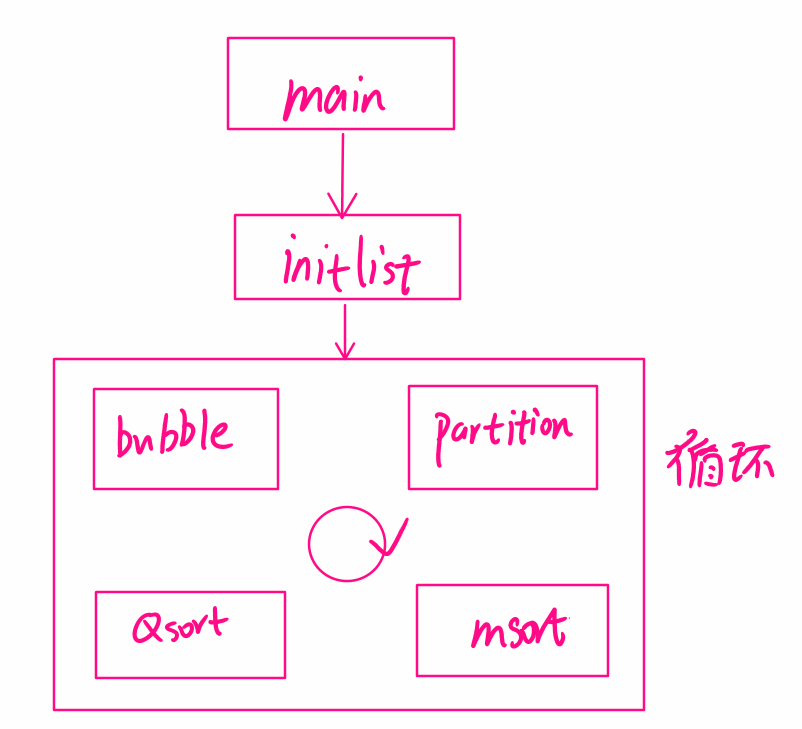 main
initlist
bubble
partition
循环
Qsort
msort